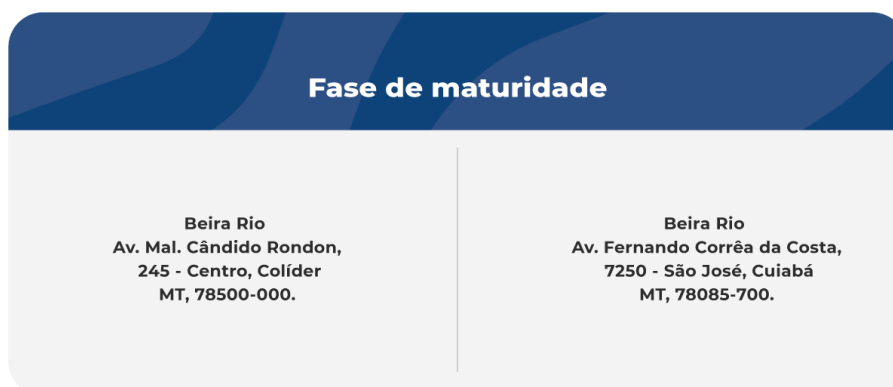 Fase de maturidade
Beira Rio
Av. Mal. Cândido Rondon,
245 - Centro, Colíder
MT, 78500-000.
Beira Rio
Av. Fernando Corrêa da Costa,
7250 - São José, Cuiabá
MT, 78085-700.